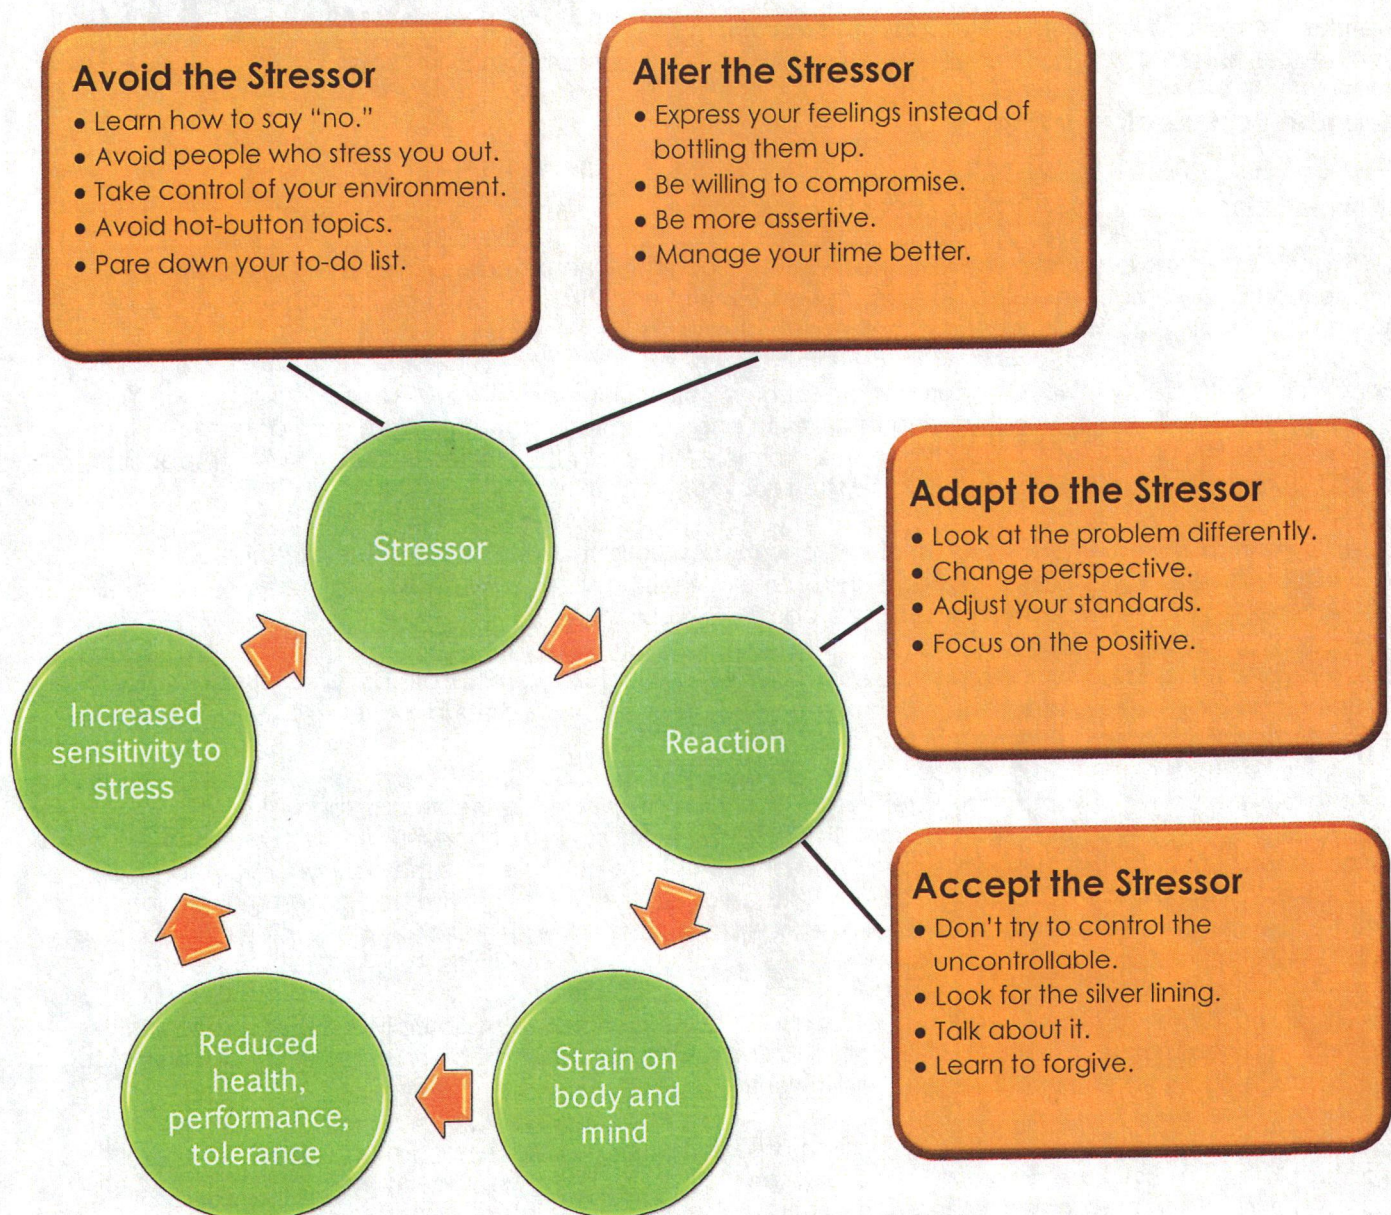 Avoid the Stressor
• Learn how to say “no.”
• Avoid people who stress you out.
• Take control of your environment.
• Avoid hot-button topics.
• Pare down your to-do list.
Alter the Stressor
• Express your feelings instead of
bottling them up.
• Be willing to compromise.
• Be more assertive.
• Manage your time better.
Stressor
Adapt to the Stressor
• Look at the problem differently.
• Change perspective.
• Adjust your standards.
• Focus on the positive.
Reaction
Accept the Stressor
• Don't try to control the
uncontrollable.
• Look for the silver lining.
• Talk about it.
• Learn to forgive.
Strain on
body and
mind
Reduced
health,
performance,
tolerance
Increased
sensitivity to
stress